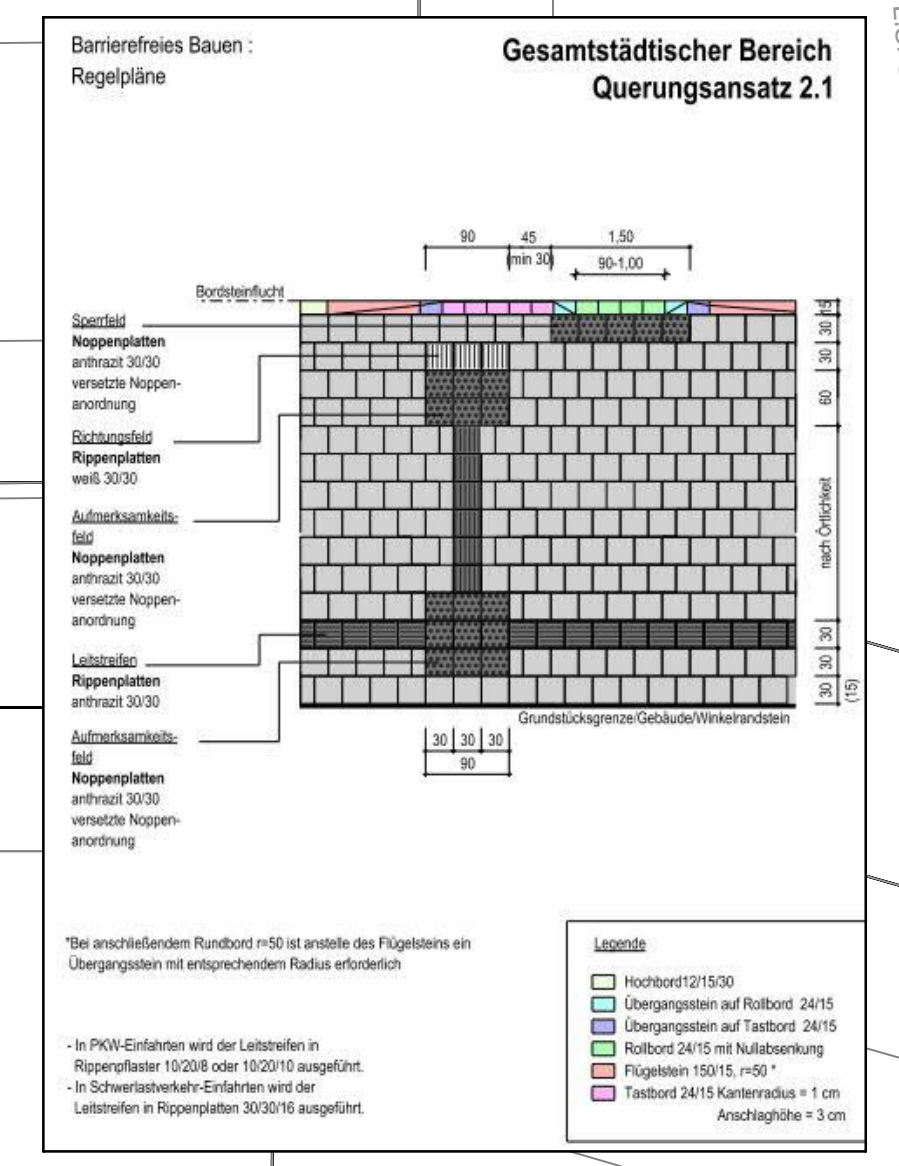 Barrierefreies Bauen :
Regelpläne
Gesamtstädtischer Bereich
Querungsansatz 2.1
90
45
1,50
(min 30)
90-1,00
Bordsteinflucht
Sperrfeld
Noppenplatten
anthrazit 30/30
versetzte Noppen-
anordnung
Richtungsfeld
Rippenplatten
weiß 30/30
Aufmerksamkeits-
feld
Noppenplatten
anthrazit 30/30
versetzte Noppen-
anordnung
Leitstreifen
Rippenplatten
anthrazit 30/30
Aufmerksamkeits-
feld
Noppenplatten
anthrazit 30/30
versetzte Noppen-
anordnung
15
30
30
60
nach Örtlichkeit
30
30
30
(15)
Grundstücksgrenze/Gebäude/Winkelrandstein
30 30 30
90
*Bei anschließendem Rundbord r=50 ist anstelle des Flügelsteins ein
Übergangsstein mit entsprechendem Radius erforderlich
- In PKW-Einfahrten wird der Leitstreifen in
Rippenpflaster 10/20/8 oder 10/20/10 ausgeführt.
- In Schwerlastverkehr-Einfahrten wird der
Leitstreifen in Rippenplatten 30/30/16 ausgeführt.
Legende
Hochbord12/15/30
Übergangsstein auf Rollbord 24/15
Übergangsstein auf Tastbord 24/15
Rollbord 24/15 mit Nullabsenkung
Flügelstein 150/15, r=50 *
Tastbord 24/15 Kantenradius = 1 cm
Anschlaghöhe = 3 cm